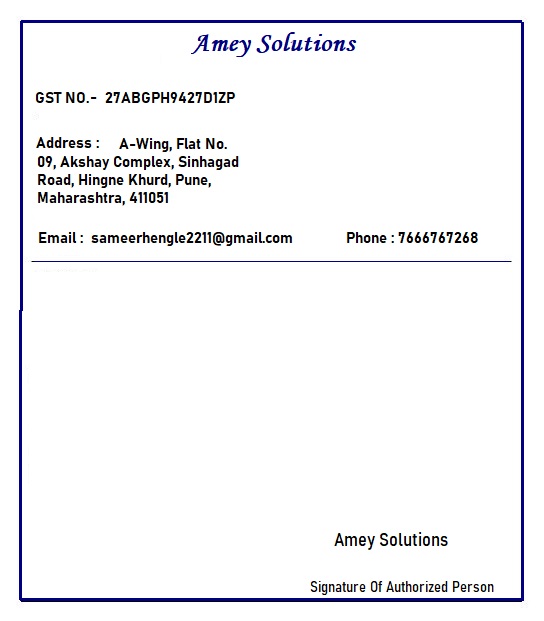 Amey Solutions
GST NO.- 27ABGPH9427D1ZP
Address : A-Wing, Flat No.
09, Akshay Complex, Sinhagad
Road, Hingne Khurd, Pune,
Maharashtra, 411051
Email : sameerhengle2211@gmail.com Phone : 7666767268
Amey Solutions
Signature Of Authorized Person